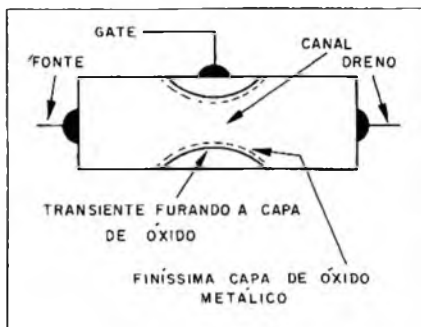 GATE
FONTE
CANAL
DRENO
TRANSIENTE FURANDO A CAPA
DE ÓXIDO
FINÍSSIMA CAPA DE ÓXIDO
METÁLICO